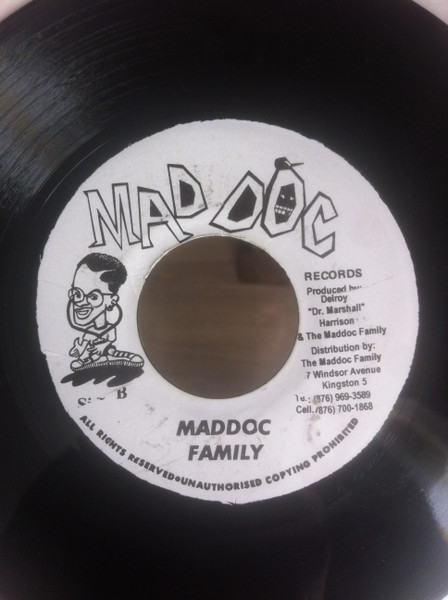 MAD DOC
RECORDS
Produced by:
Delroy
"Dr. Marshall"
Harrison
& The Maddoc Family
Distribution by:
The Maddoc Family
7 Windsor Avenue
Kingston 5
Tel.: (876) 969-3589
Cell./876) 700-1868
B
MADDOC
FAMILY
ALL RIGHTS RESERVED•UNAUTHORISED COPYING PROHIBITED